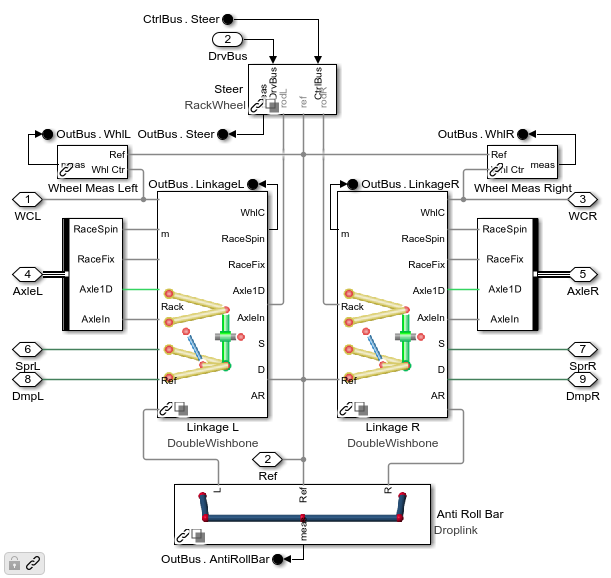 CtrlBus . Steer
2
DrvBus
Steer
RackWheel
meas
DrvBus
rodL
ref
CtrlBus
rodR
OutBus . WhlL
OutBus . Steer
OutBus . WhlR
Ref
meas
Whl Ctr
Wheel Meas Left
Ref
Whl Ctr
meas
Wheel Meas Right
OutBus . LinkageL
OutBus . LinkageR
1
WCL
3
WCR
WhlC
m
RaceSpin
RaceFix
Axle1D
Rack
AxleIn
S
Ref
D
AR
WhlC
m
RaceSpin
RaceFix
Axle1D
Rack
AxleIn
S
Ref
D
AR
RaceSpin
RaceFix
Axle1D
AxleIn
RaceSpin
RaceFix
Axle1D
AxleIn
4
AxleL
5
AxleR
6
SprL
7
SprR
8
DmpL
9
DmpR
Linkage L
DoubleWishbone
Linkage R
DoubleWishbone
2
Ref
L
Ref
R
meas
Anti Roll Bar
Droplink
OutBus . AntiRollBar